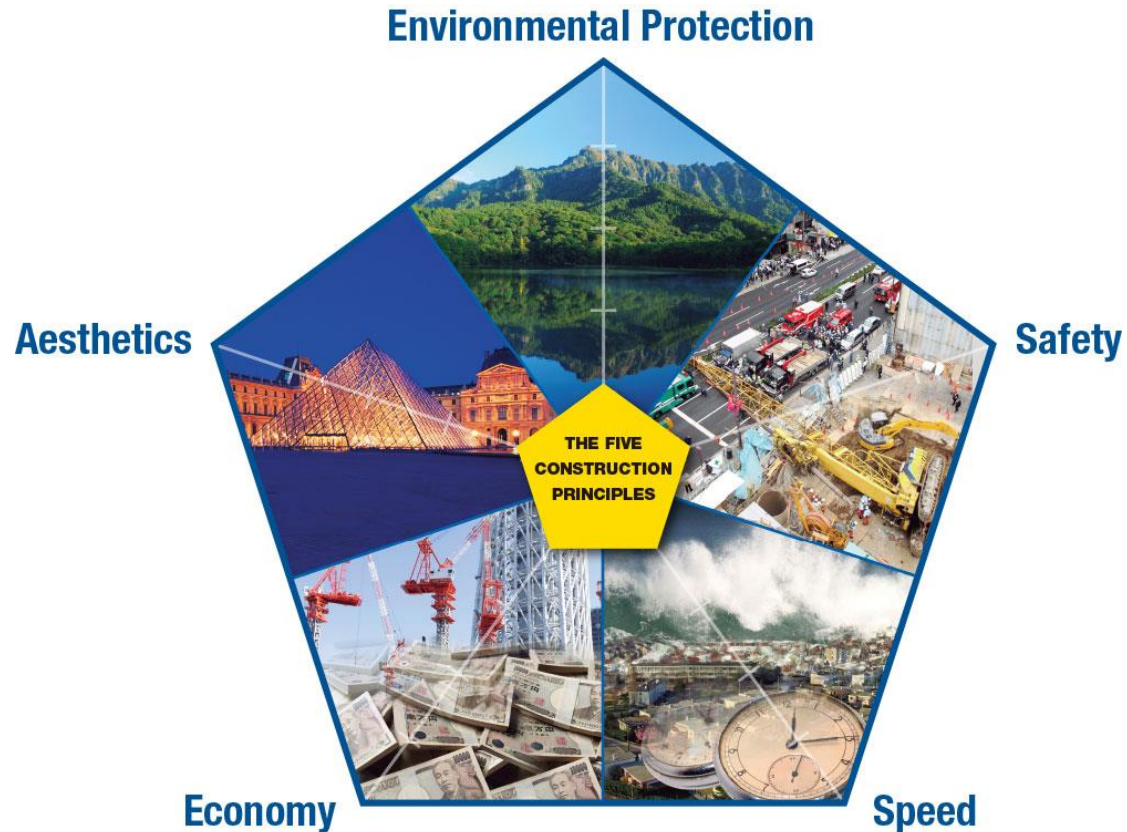 Environmental Protection
Aesthetics
Safety
THE FIVE
CONSTRUCTION
PRINCIPLES
Economy
Speed